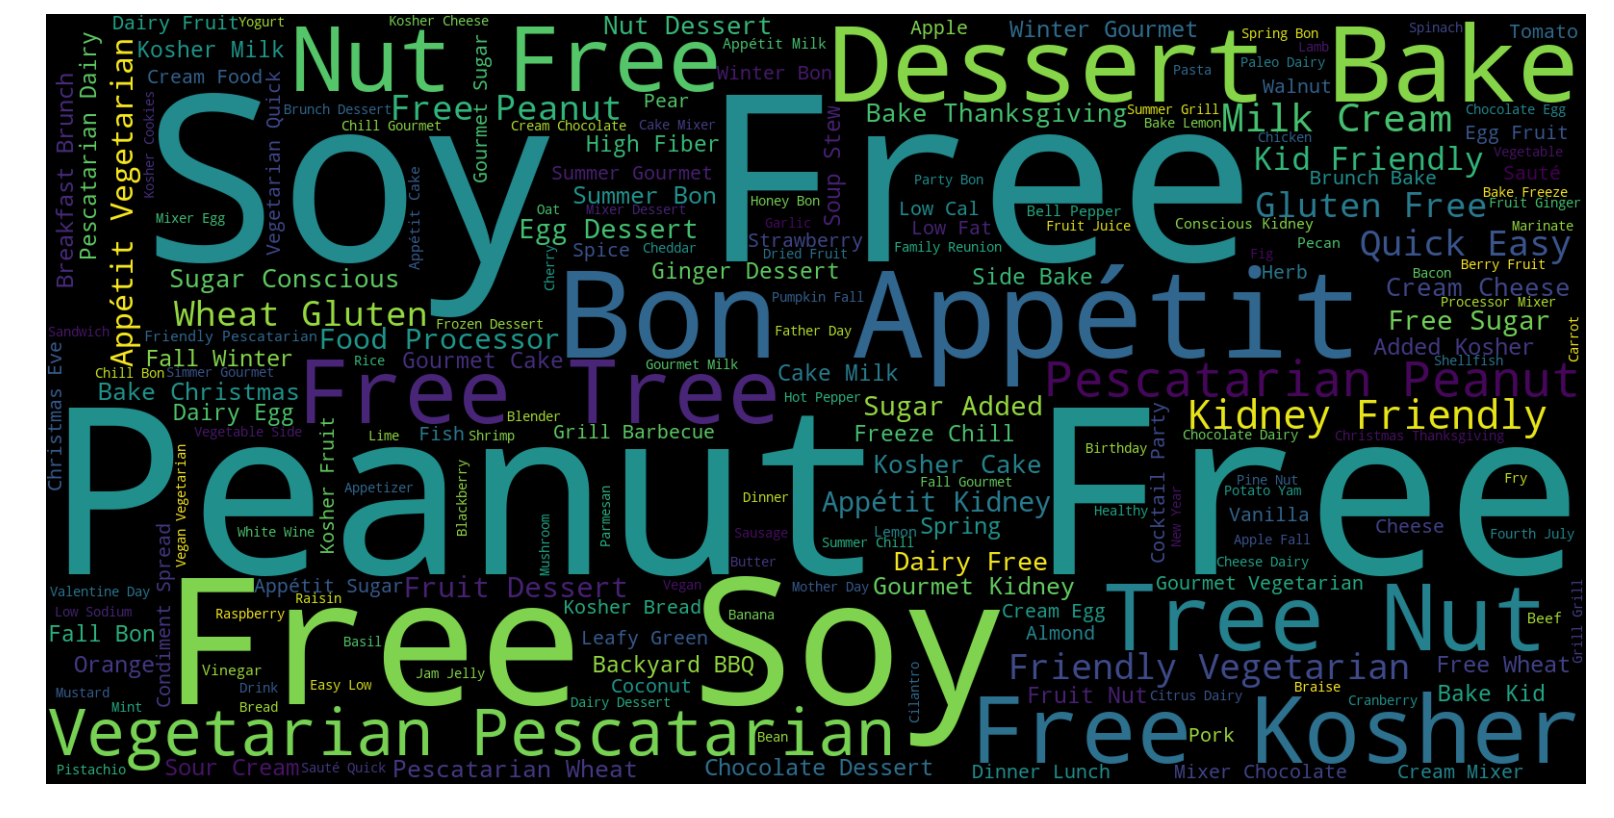 Dairy Fruit
Yogurt
Kosher Cheese
Nut Dessert
Apple
Winter Gourmet
Spring Bon
Spinach
Tomato
Kosher Milk
Nut Free
Appétit Milk
Dessert Bake
Lamb
Pescatarian Dairy
Appétit Vegetarian
Breakfast Brunch
Cream Food
Vegetarian Quick
Gourmet Sugar
Winter Bon
Pasta
Paleo Dairy
Walnut
Brunch Dessert
Free Peanut
Pear
Soup Stew
Bake Thanksgiving
Summer Grill
Milk Cream
Chocolate Egg
Kosher Cookies
Chill Gourmet
Cream Chocolate
Cake Mixer
Bake Lemon
Chicken
Egg Fruit
High Fiber
Kid Friendly
Vegetable
Soy Free
Summer Gourmet
Party Bon
Brunch Bake
Sauté
Summer Bon
Honey Bon
Low Cal
Bell Pepper
Gluten Free
Bake Freeze
Fruit Ginger
Mixer Egg
Appétit Cake
Oat
Mixer Dessert
Garlic
Egg Dessert
Low Fat
Fruit Juice
Conscious Kidney
Marinate
Spice
Cheddar
Strawberry
Dried Fruit
Family Reunion
Fig
Pecan
Quick Easy
Sugar Conscious
Cherry
Ginger Dessert
Side Bake
Herb
Bacon
Berry Fruit
Cream Cheese
Wheat Gluten
Frozen Dessert
Bon Appétit
Pumpkin Fall
Processor Mixer
Sandwich
Friendly Pescatarian
Food Processor
Father Day
Free Sugar
Carrot
Christmas Eve
Fall Winter
Rice
Gourmet Cake
Gourmet Milk
Added Kosher
Shellfish
Chill Bon
Simmer Gourmet
Cake Milk
Bake Christmas
Free Tree
Hot Pepper
Pescatarian Peanut
Dairy Egg
Blender
Sugar Added
Kidney Friendly
Vegetable Side
Lime
Fish
Shrimp
Grill Barbecue
Freeze Chill
Cocktail Party
Chocolate Dairy
Christmas Thanksgiving
Kosher Fruit
Birthday
Vegan Vegetarian
Peanut Free
Blackberry
Kosher Cake
Pine Nut
Fry
Appetizer
Fall Gourmet
Potato Yam
Dinner
Appétit Kidney
Healthy
New Year
Vanilla
Parmesan
White Wine
Mushroom
Sausage
Lemon
Spring
Cheese
Fourth July
Summer Chill
Apple Fall
Condiment Spread
Butter
Dairy Free
Cheese Dairy
Valentine Day
Appétit Sugar
Fruit Dessert
Vegan
Mother Day
Gourmet Kidney
Gourmet Vegetarian
Low Sodium
Raspberry
Raisin
Kosher Bread
Banana
Cream Egg
Tree Nut
Beef
Grill Grill
Fall Bon
Basil
Free Soy
Leafy Green
Almond
Orange
Vinegar
Jam Jelly
Backyard BBQ
Friendly Vegetarian
Free Wheat
Mustard
Drink
Easy Low
Coconut
Cilantro
Fruit Nut
Citrus Dairy
Braise
Cranberry
Bake Kid
Mint
Bread
Dairy Dessert
Vegetarian Pescatarian
Bean
Free Kosher
Pork
Pistachio
Sour Cream
Sauté Quick
Pescatarian Wheat
Chocolate Dessert
Dinner Lunch
Mixer Chocolate
Cream Mixer